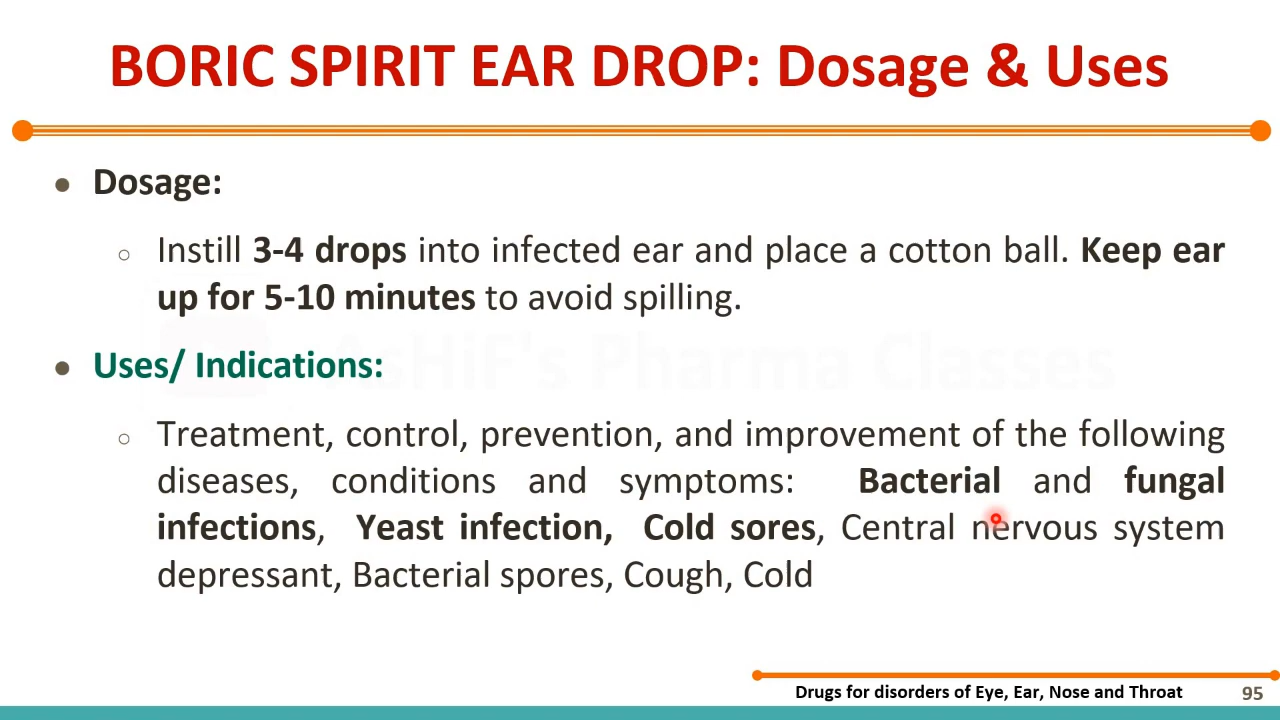 BORIC SPIRIT EAR DROP: Dosage & Uses
● Dosage:
○ Instill 3-4 drops into infected ear and place a cotton ball. Keep ear
up for 5-10 minutes to avoid spilling.
AsHiF's Pharma Classes
● Uses/ Indications:
○ Treatment, control, prevention, and improvement of the following
diseases, conditions and symptoms: Bacterial and fungal
infections, Yeast infection, Cold sores, Central nervous system
depressant, Bacterial spores, Cough, Cold
Drugs for disorders of Eye, Ear, Nose and Throat 95